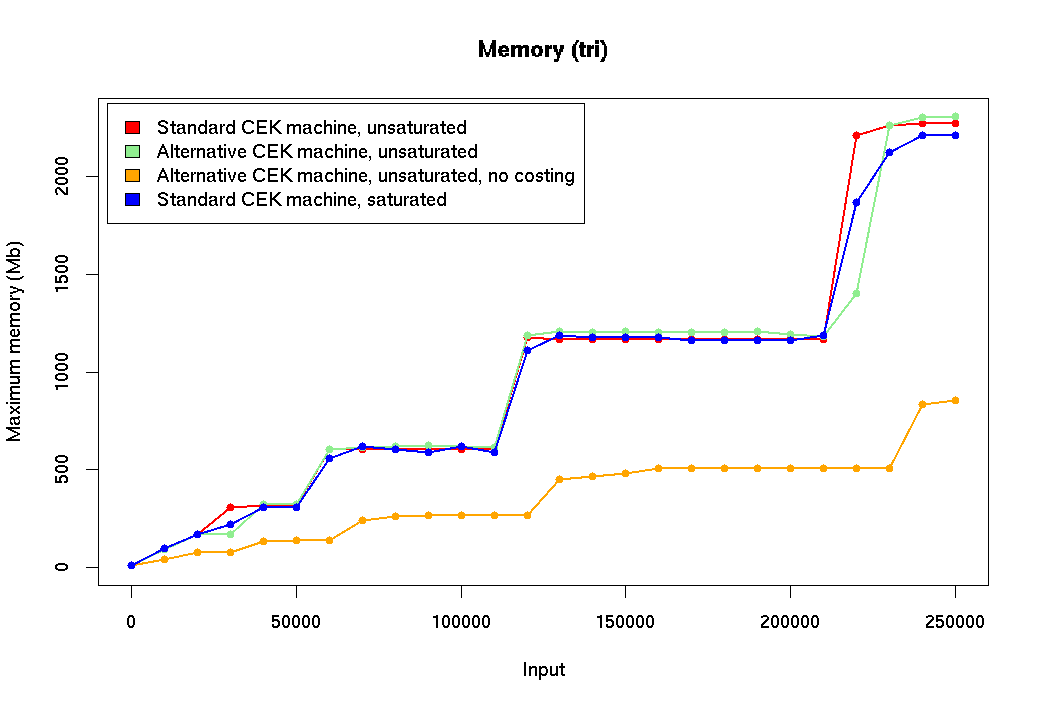 Memory (tri)
Standard CEK machine, unsaturated
Alternative CEK machine, unsaturated
Alternative CEK machine, unsaturated, no costing
Standard CEK machine, saturated
Maximum memory (Mb)
2000
1500
1000
500
0
0 50000 100000 150000 200000 250000
Input